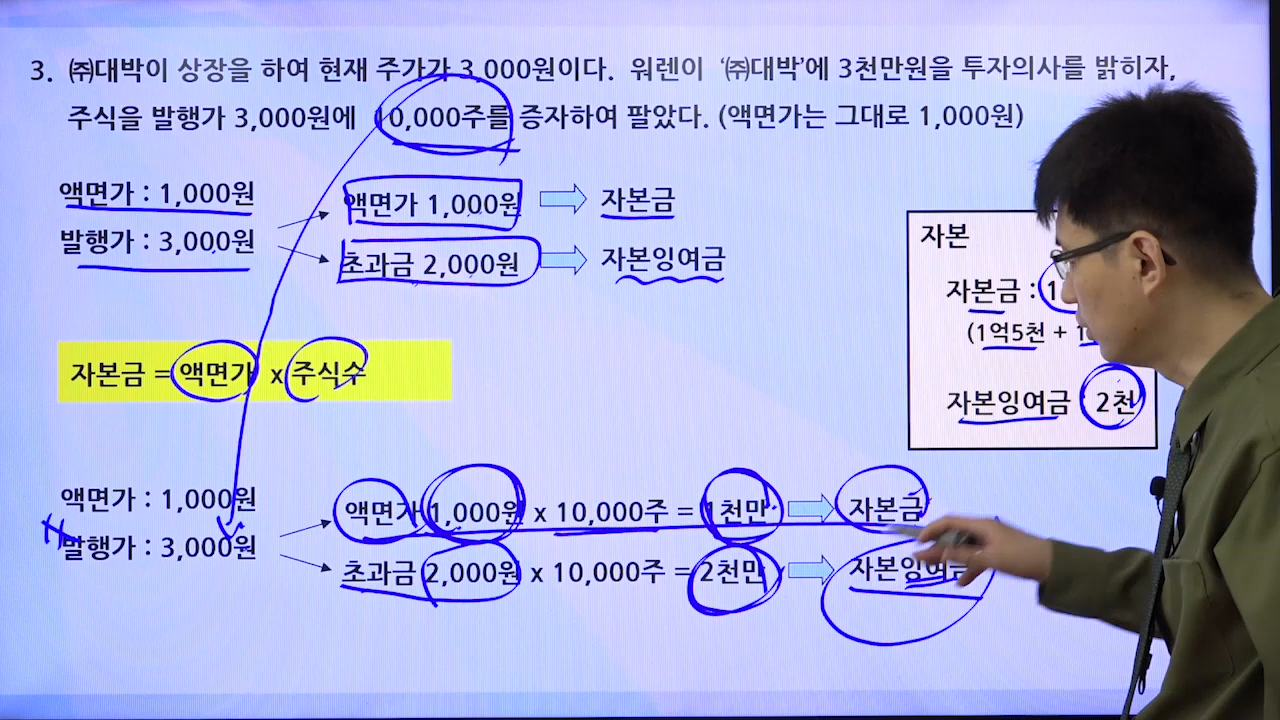 3. ㈜대박이 상장을 하여 현재 주가가 3,000원이다. 워렌이 ‘㈜대박’에 3천만원을 투자의사를 밝히자,
주식을 발행가 3,000원에 10,000주를 증자하여 팔았다. (액면가는 그대로 1,000원)
액면가 : 1,000원
발행가 : 3,000원
액면가 1,000원 자본금
초과금 2,000원 자본잉여금
자본금 = 액면가 x 주식수
자본
자본금 :
(1억5천 +
자본잉여금 2천
액면가 : 1,000원
발행가 : 3,000원
액면가 1,000원 x 10,000주 = 1천만 자본금
초과금 2,000원 x 10,000주 = 2천만 자본잉여금